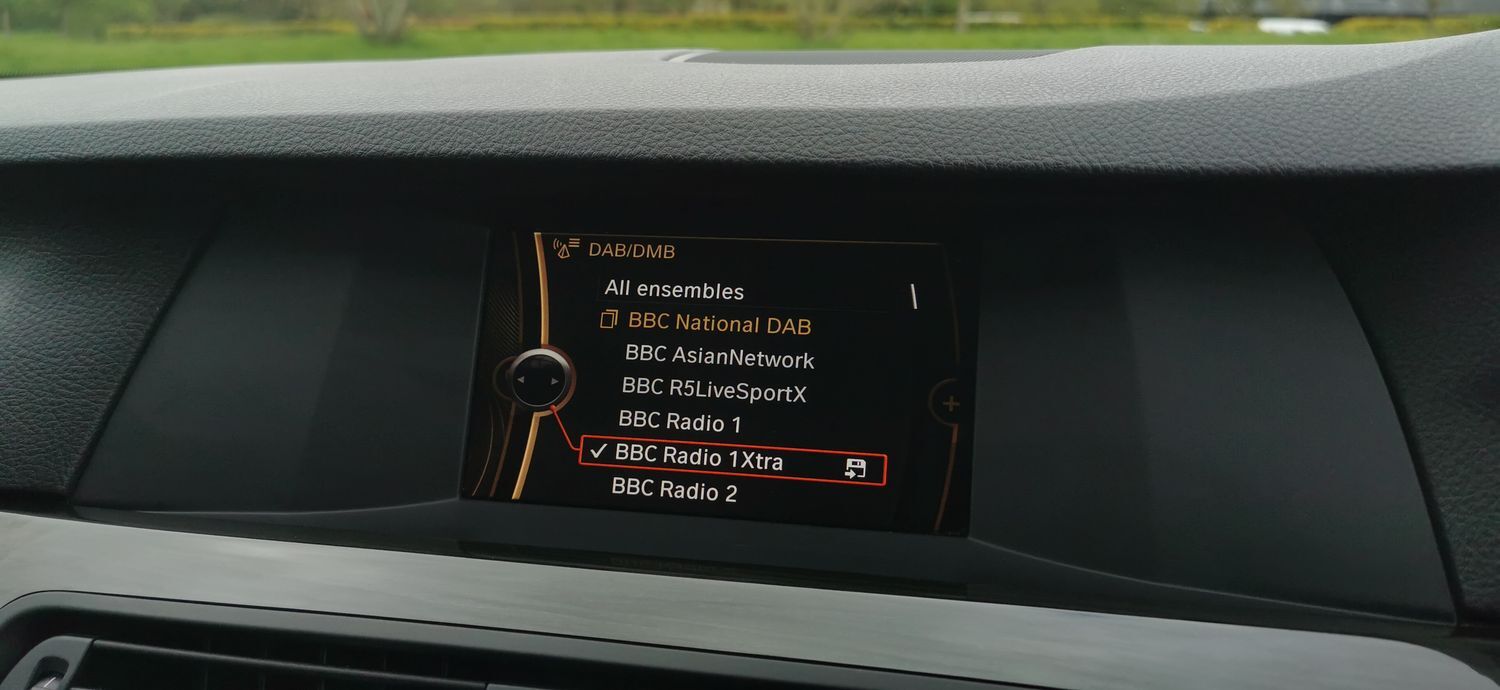 DAB/DMB
All ensembles
BBC National DAB
BBC AsianNetwork
BBC R5LiveSportX
BBC Radio 1
BBC Radio 1Xtra
BBC Radio 2